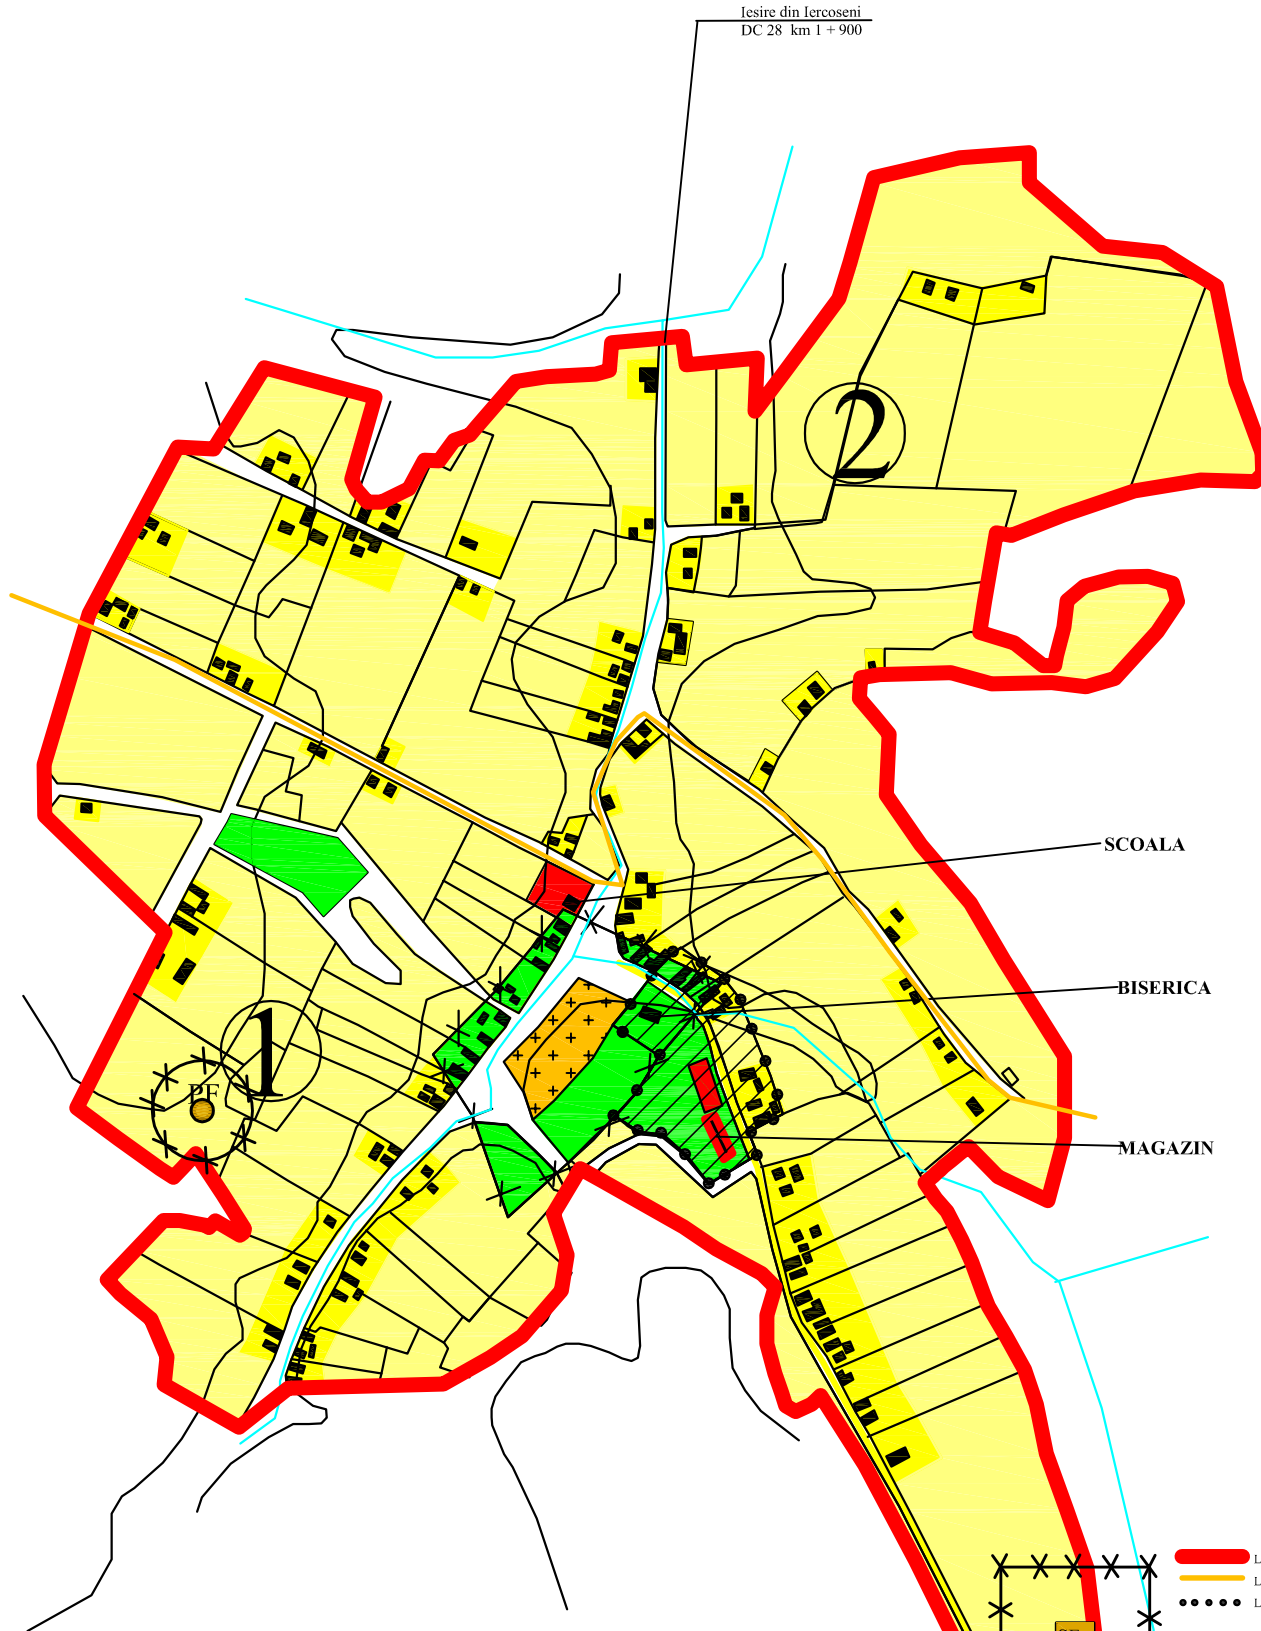 Iesire din Iercoseni
DC 28 km 1 + 900
2
SCOALA
BISERICA
1
PF
MAGAZIN
L
L
L